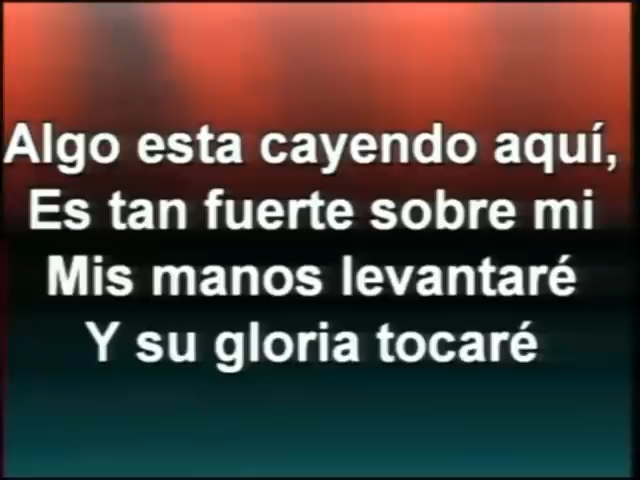 Algo esta cayendo aquí,
Es tan fuerte sobre mi
Mis manos levantaré
Y su gloria tocaré